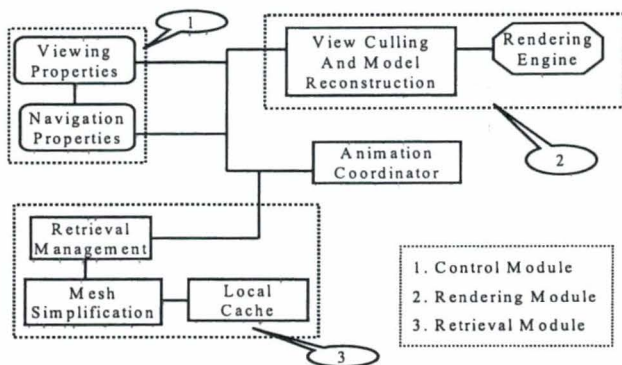 1
Viewing
Properties
Navigation
Properties
View Culling
And Model
Reconstruction
Rendering
Engine
2
Animation
Coordinator
Retrieval
Management
Mesh
Simplification
Local
Cache
3
1. Control Module
2. Rendering Module
3. Retrieval Module